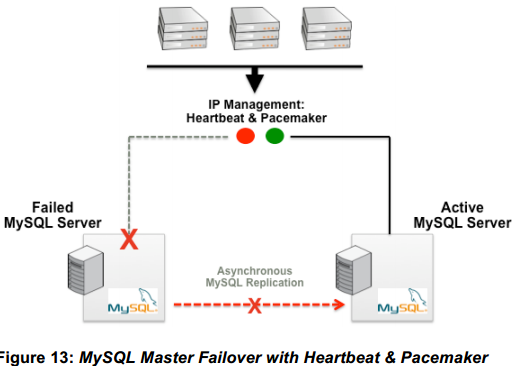 IP Management:
Heartbeat & Pacemaker
Failed
MySQL Server
Active
MySQL Server
Asynchronous
MySQL Replication
MySQL
MySQL
Figure 13: MySQL Master Failover with Heartbeat & Pacemaker